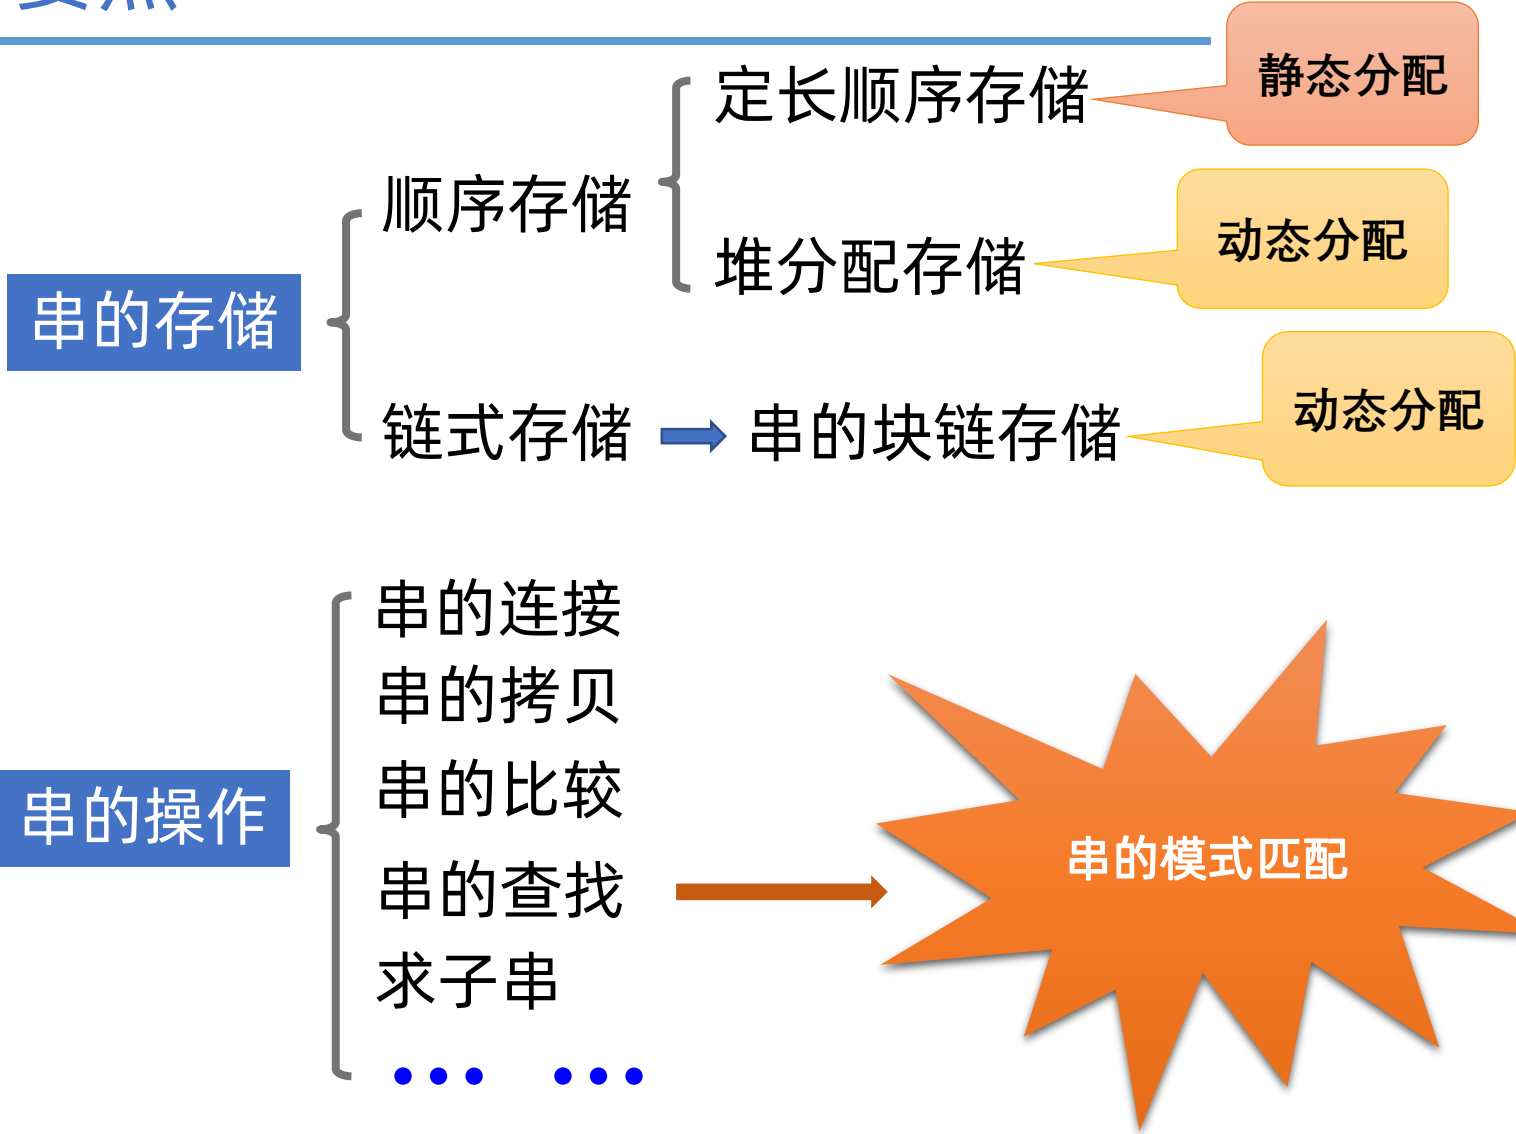 定长顺序存储
静态分配
顺序存储
堆分配存储
动态分配
串的存储
链式存储
串的块链存储
动态分配
串的连接
串的拷贝
串的比较
串的操作
串的查找
串的模式匹配
求子串
… …